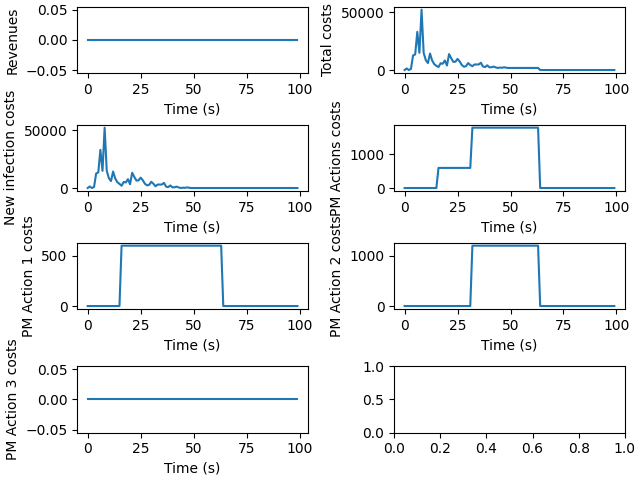 Revenues
0.05
0.00
−0.05
0 25 50 75 100
Time (s)
Total costs
50000
0
0 25 50 75 100
Time (s)
New infection costs
50000
0
0 25 50 75 100
Time (s)
PM Actions costs
1000
0
0 25 50 75 100
Time (s)
PM Action 1 costs
500
0
0 25 50 75 100
Time (s)
PM Action 2 costs
1000
0
0 25 50 75 100
Time (s)
PM Action 3 costs
0.05
0.00
−0.05
0 25 50 75 100
Time (s)
1.0
0.5
0.0
0.0 0.2 0.4 0.6 0.8 1.0